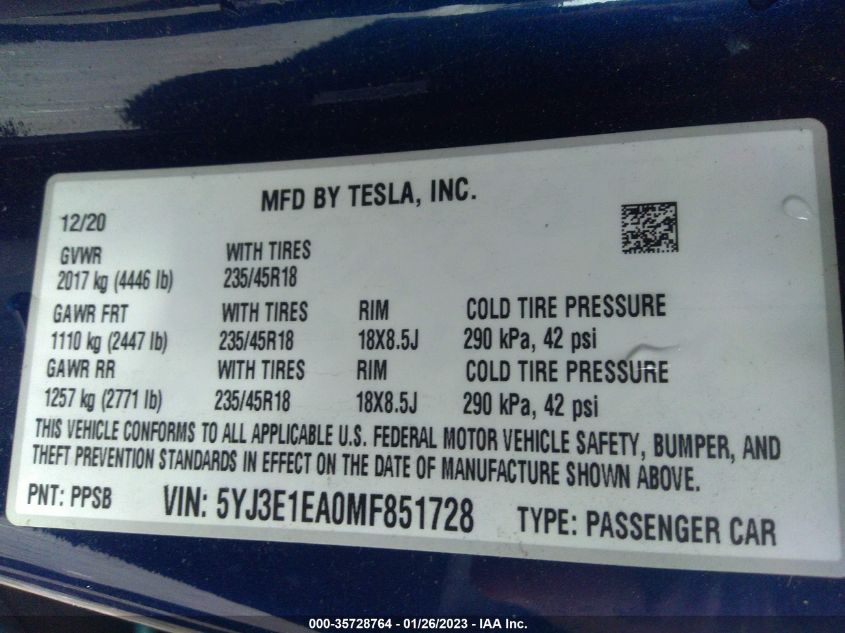 MFD BY TESLA, INC.
12/20
GVWR WITH TIRES
2017 kg (4446 lb) 235/45R18
GAWR FRT WITH TIRES RIM COLD TIRE PRESSURE
1110 kg (2447 lb) 235/45R18 18X8.5J 290 kPa, 42 psi
GAWR RR WITH TIRES RIM COLD TIRE PRESSURE
1257 kg (2771 lb) 235/45R18 18X8.5J 290 kPa, 42 psi
THIS VEHICLE CONFORMS TO ALL APPLICABLE U.S. FEDERAL MOTOR VEHICLE SAFETY, BUMPER, AND
THEFT PREVENTION STANDARDS IN EFFECT ON THE DATE OF MANUFACTURE SHOWN ABOVE.
PNT: PPSB VIN: 5YJ3E1EA0MF851728 TYPE: PASSENGER CAR
000-35728764 - 01/26/2023 - IAA Inc.